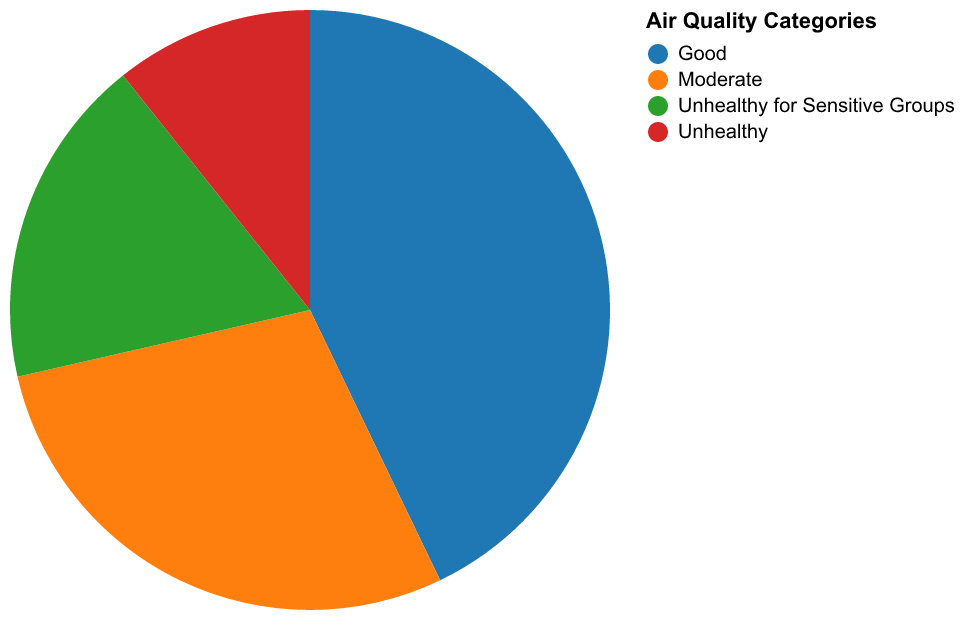 Air Quality Categories
Good
Moderate
Unhealthy for Sensitive Groups
Unhealthy